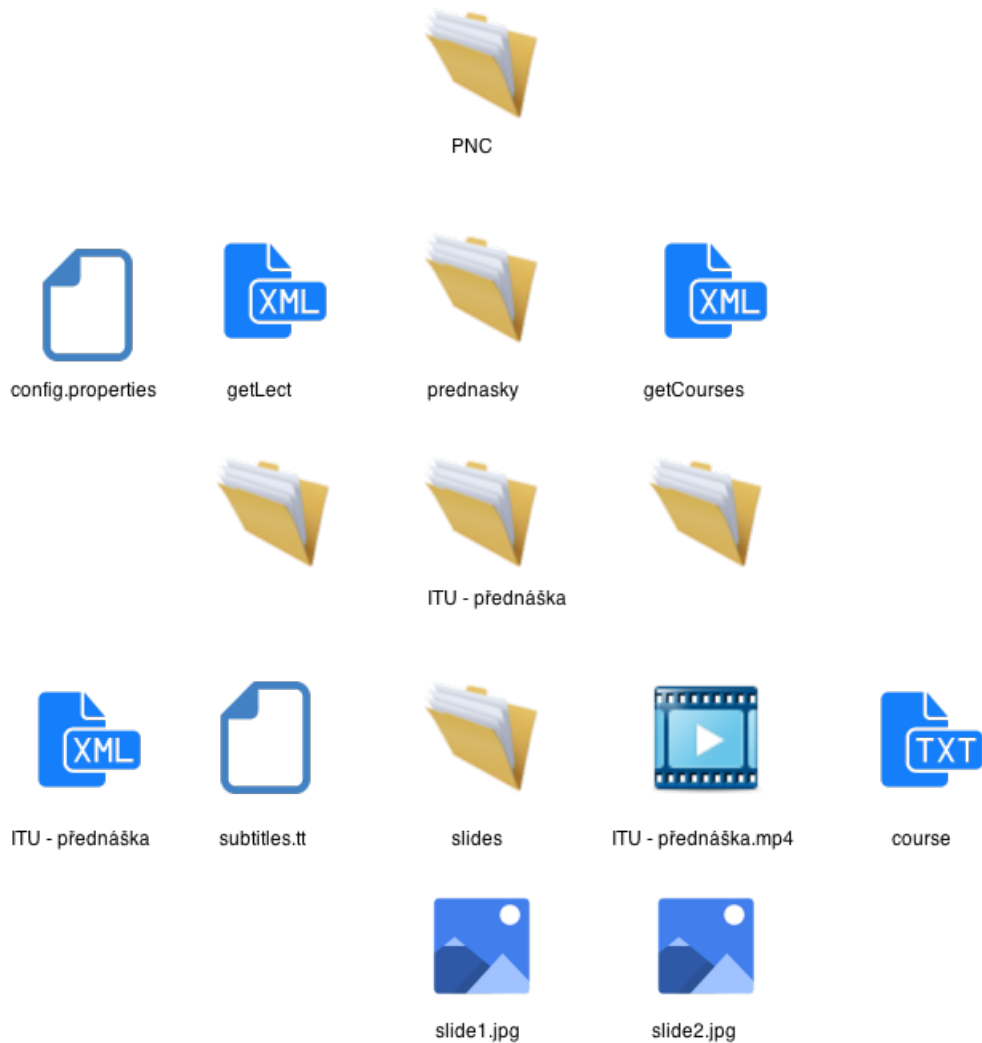 PNC
XML
XML
config.properties
getLect
prednasky
getCourses
ITU - přednáška
XML
TXT
ITU - přednáška
subtitles.tt
slides
ITU - přednáška.mp4
course
slide1.jpg
slide2.jpg